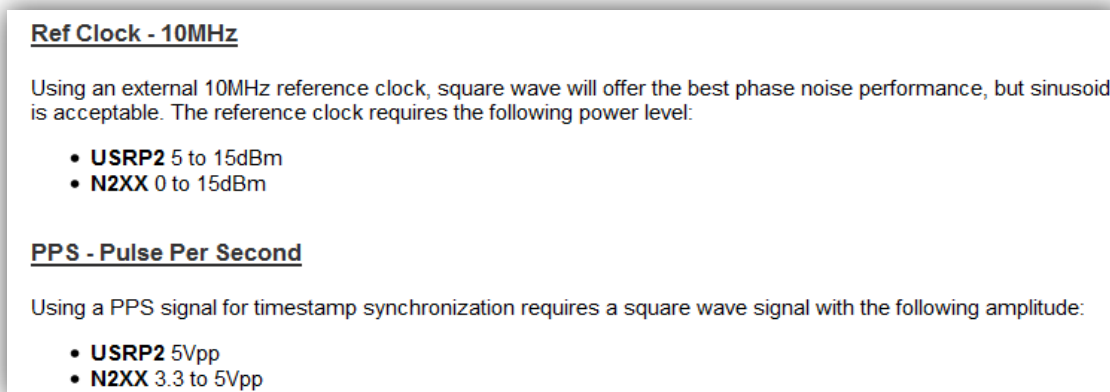 Ref Clock - 10MHz
Using an external 10MHz reference clock, square wave will offer the best phase noise performance, but sinusoid
is acceptable. The reference clock requires the following power level:
• USRP2 5 to 15dBm
• N2XX 0 to 15dBm
PPS - Pulse Per Second
Using a PPS signal for timestamp synchronization requires a square wave signal with the following amplitude:
• USRP2 5Vpp
• N2XX 3.3 to 5Vpp